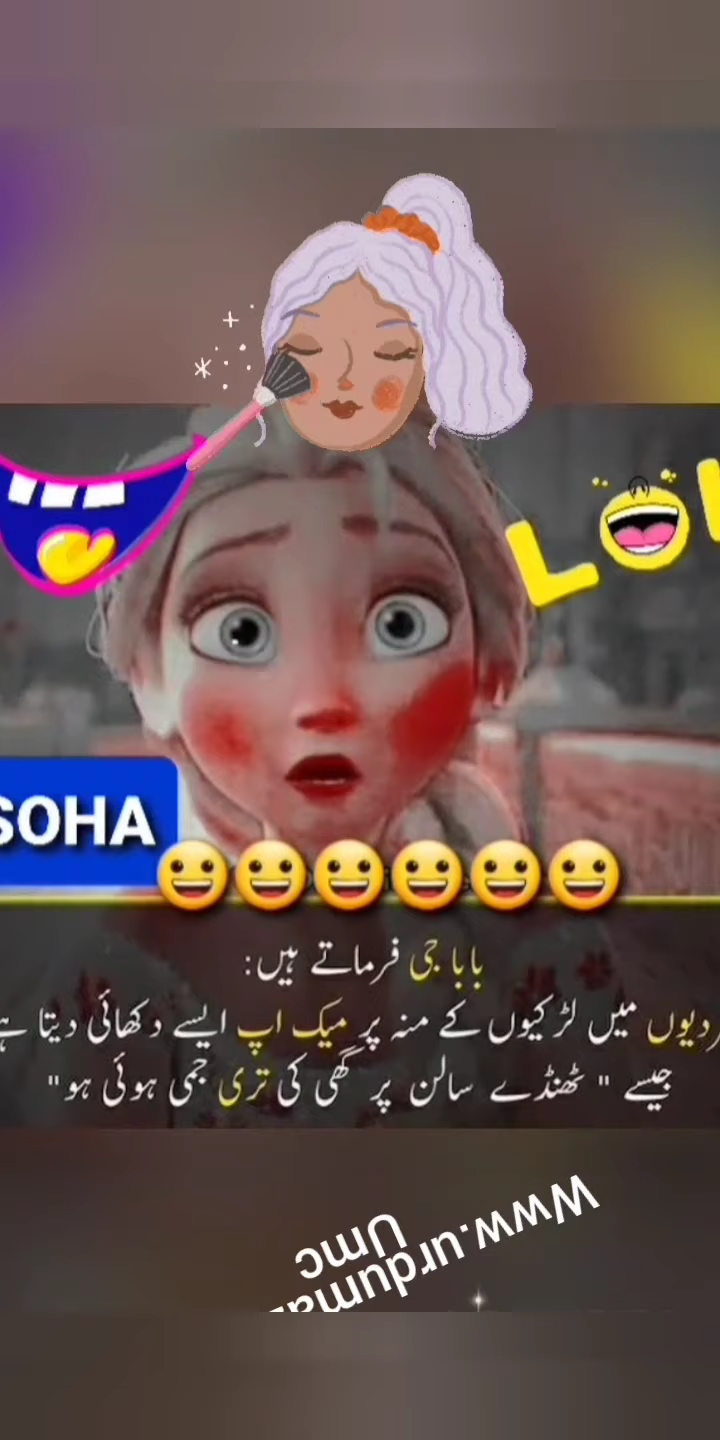 LOL
SOHA
بابا جی فرماتے ہیں:
میں لڑکیوں کے منہ پر میک اپ ایسے دکھائی دیتا
جیسے " ٹھنڈے سالن پر گھی کی تری جمی ہوئی ہو "
Umc